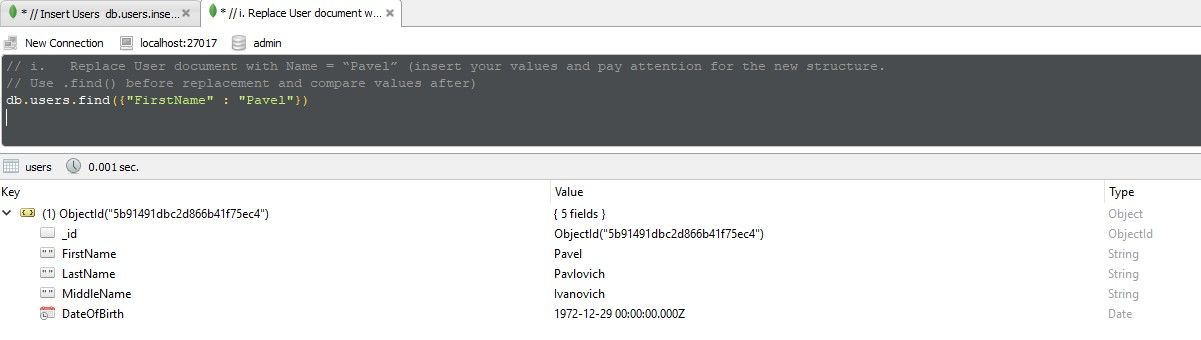 * // Insert Users db.users.inse...
* // i. Replace User document w...
New Connection localhost:27017 admin
// i. Replace User document with Name = “Pavel” (insert your values and pay attention for the new structure.
// Use .find() before replacement and compare values after)
db.users.find({"FirstName" : "Pavel"})
users 0.001 sec.
Key Value Type
(1) ObjectId("5b91491dbc2d866b41f75ec4") { 5 fields } Object
_id ObjectId("5b91491dbc2d866b41f75ec4") ObjectId
FirstName Pavel String
LastName Pavlovich String
MiddleName Ivanovich String
DateOfBirth 1972-12-29 00:00:00.000Z Date